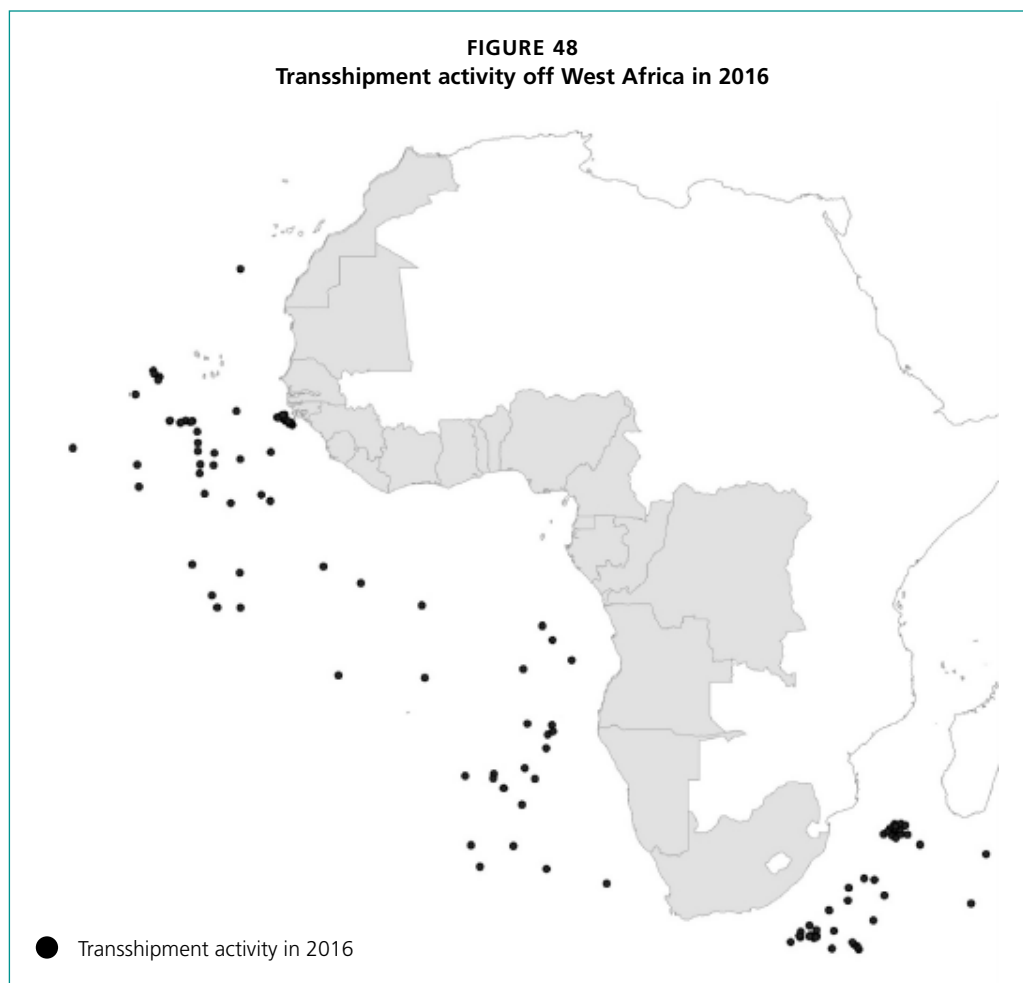 FIGURE 48
Transshipment activity off West Africa in 2016
Transshipment activity in 2016